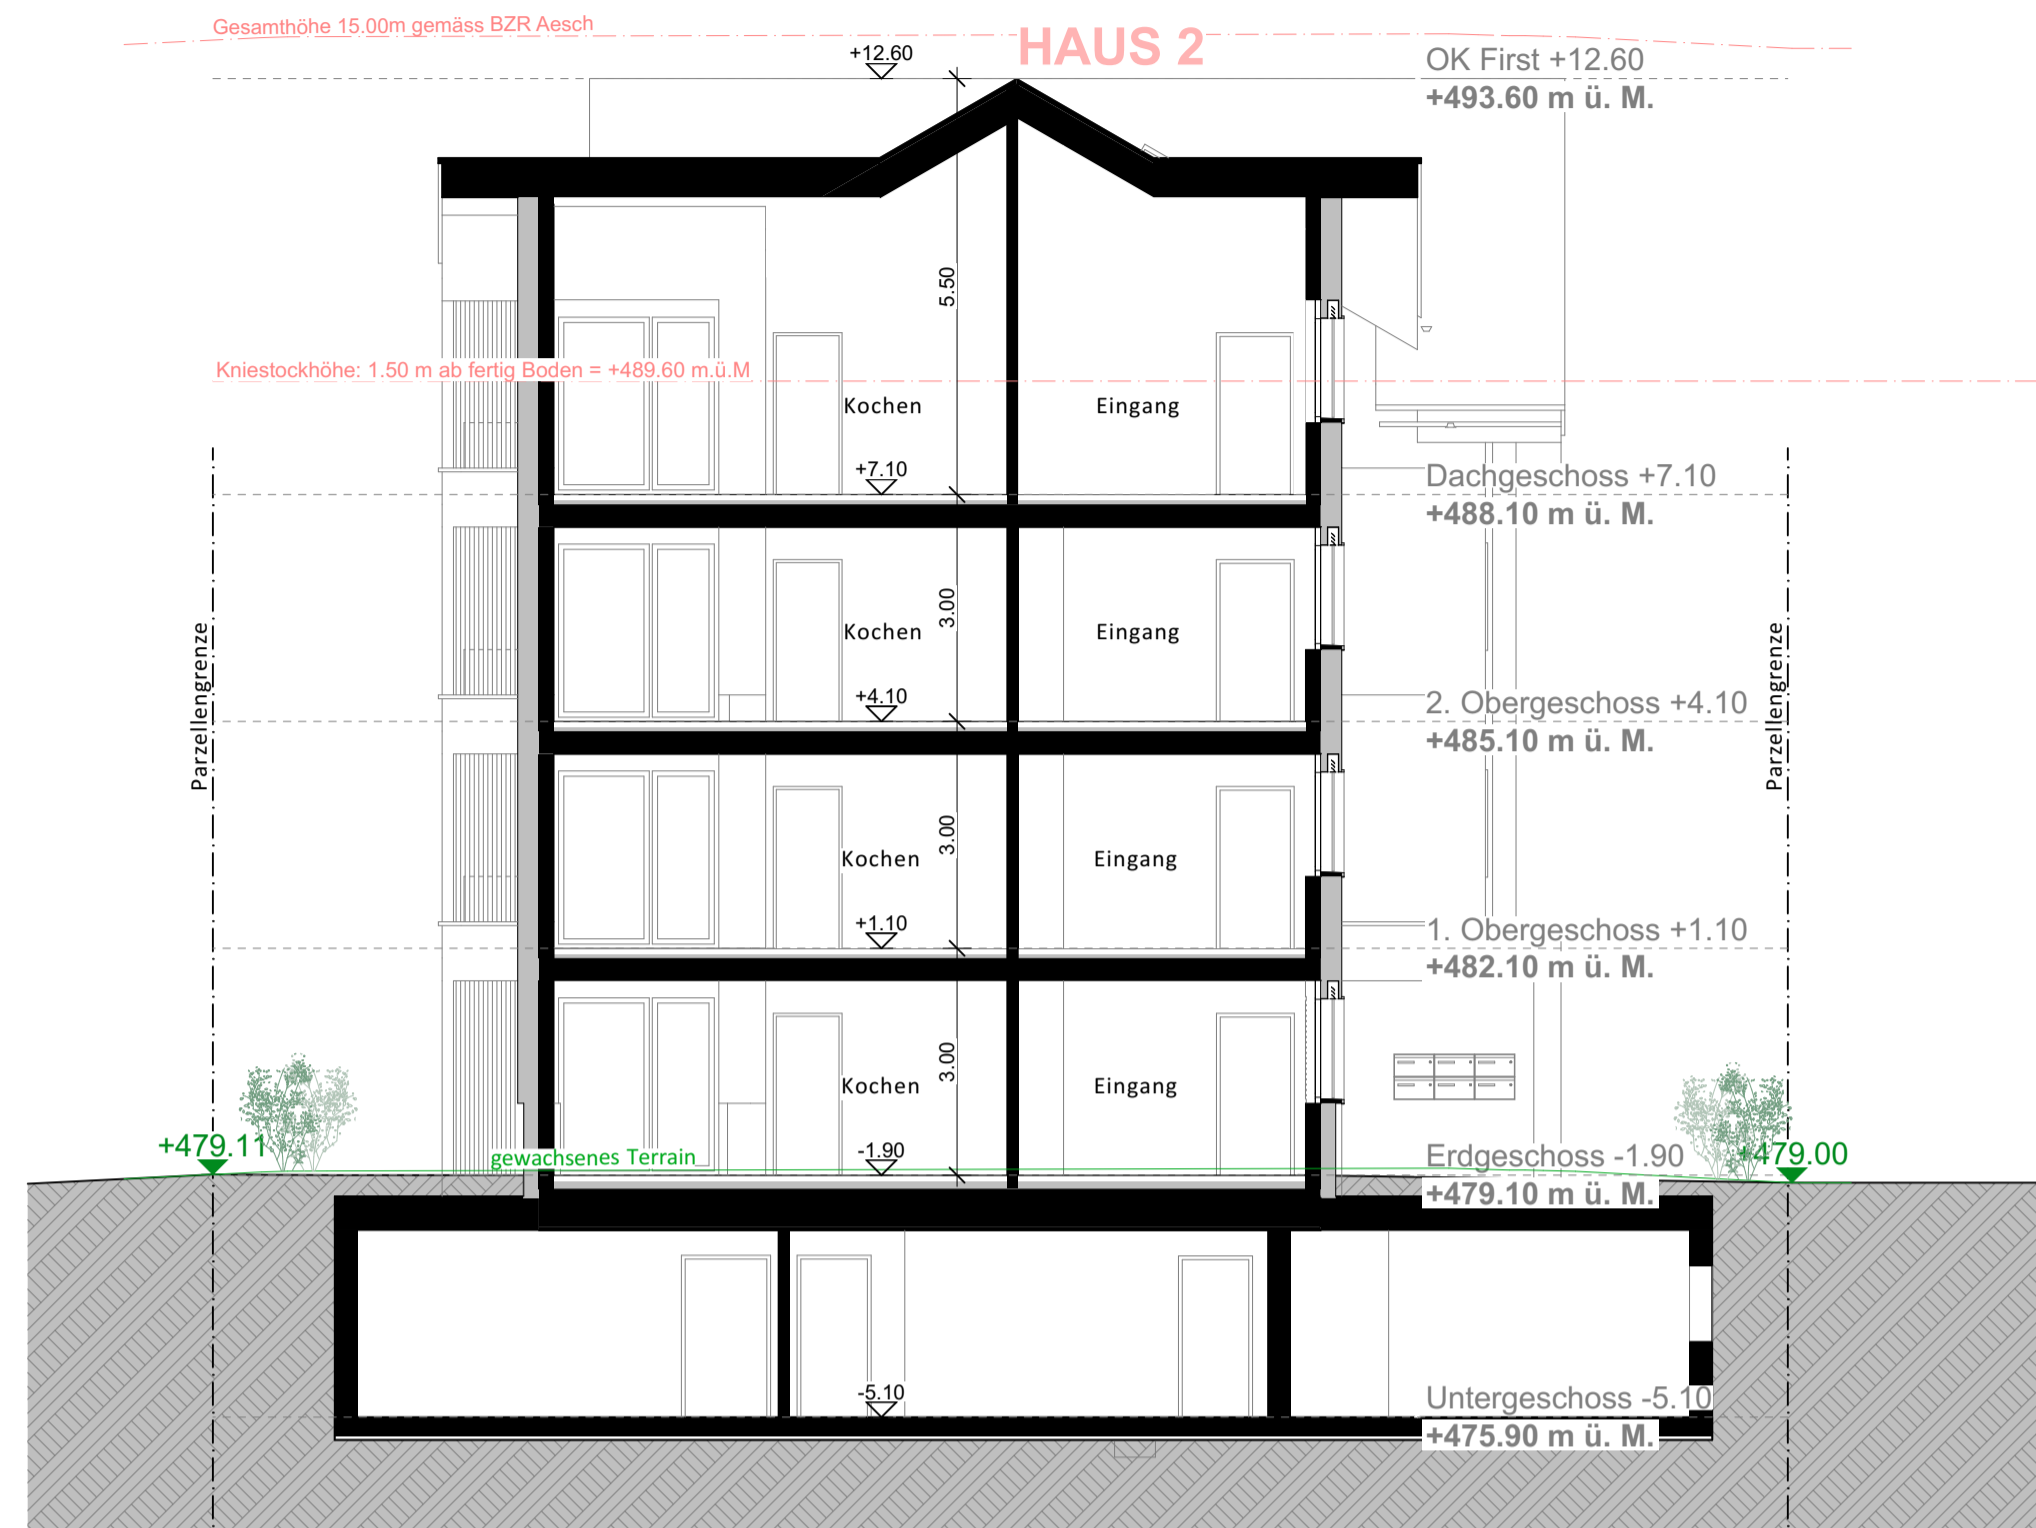 Gesamthöhe 15.00m gemäss BZR Aesch
HAUS 2
+12.60
OK First +12.60
+493.60 m ü. M.
5.50
Kniestockhöhe: 1.50 m ab fertig Boden = +489.60 m.ü.M
Kochen
Eingang
+7.10
Dachgeschoss +7.10
+488.10 m ü. M.
3.00
Kochen
Eingang
Parzellengrenze
Parzellengrenze
+4.10
2. Obergeschoss +4.10
+485.10 m ü. M.
3.00
Kochen
Eingang
+1.10
1. Obergeschoss +1.10
+482.10 m ü. M.
3.00
Kochen
Eingang
+479.11
gewachsenes Terrain
-1.90
Erdgeschoss -1.90
+479.00
+479.10 m ü. M.
-5.10
Untergeschoss -5.10
+475.90 m ü. M.